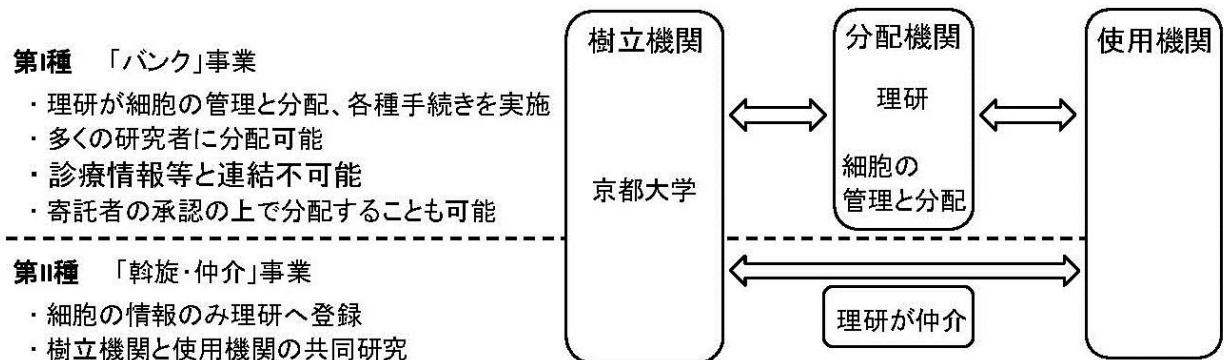 第I種 「バンク」事業
・理研が細胞の管理と分配、各種手続きを実施
・多くの研究者に分配可能
・診療情報等と連結不可能
・寄託者の承認の上で分配することも可能
第II種 「斡旋・仲介」事業
・細胞の情報のみ理研へ登録
・樹立機関と使用機関の共同研究
樹立機関
京都大学
分配機関
理研
細胞の
管理と分配
使用機関
理研が仲介